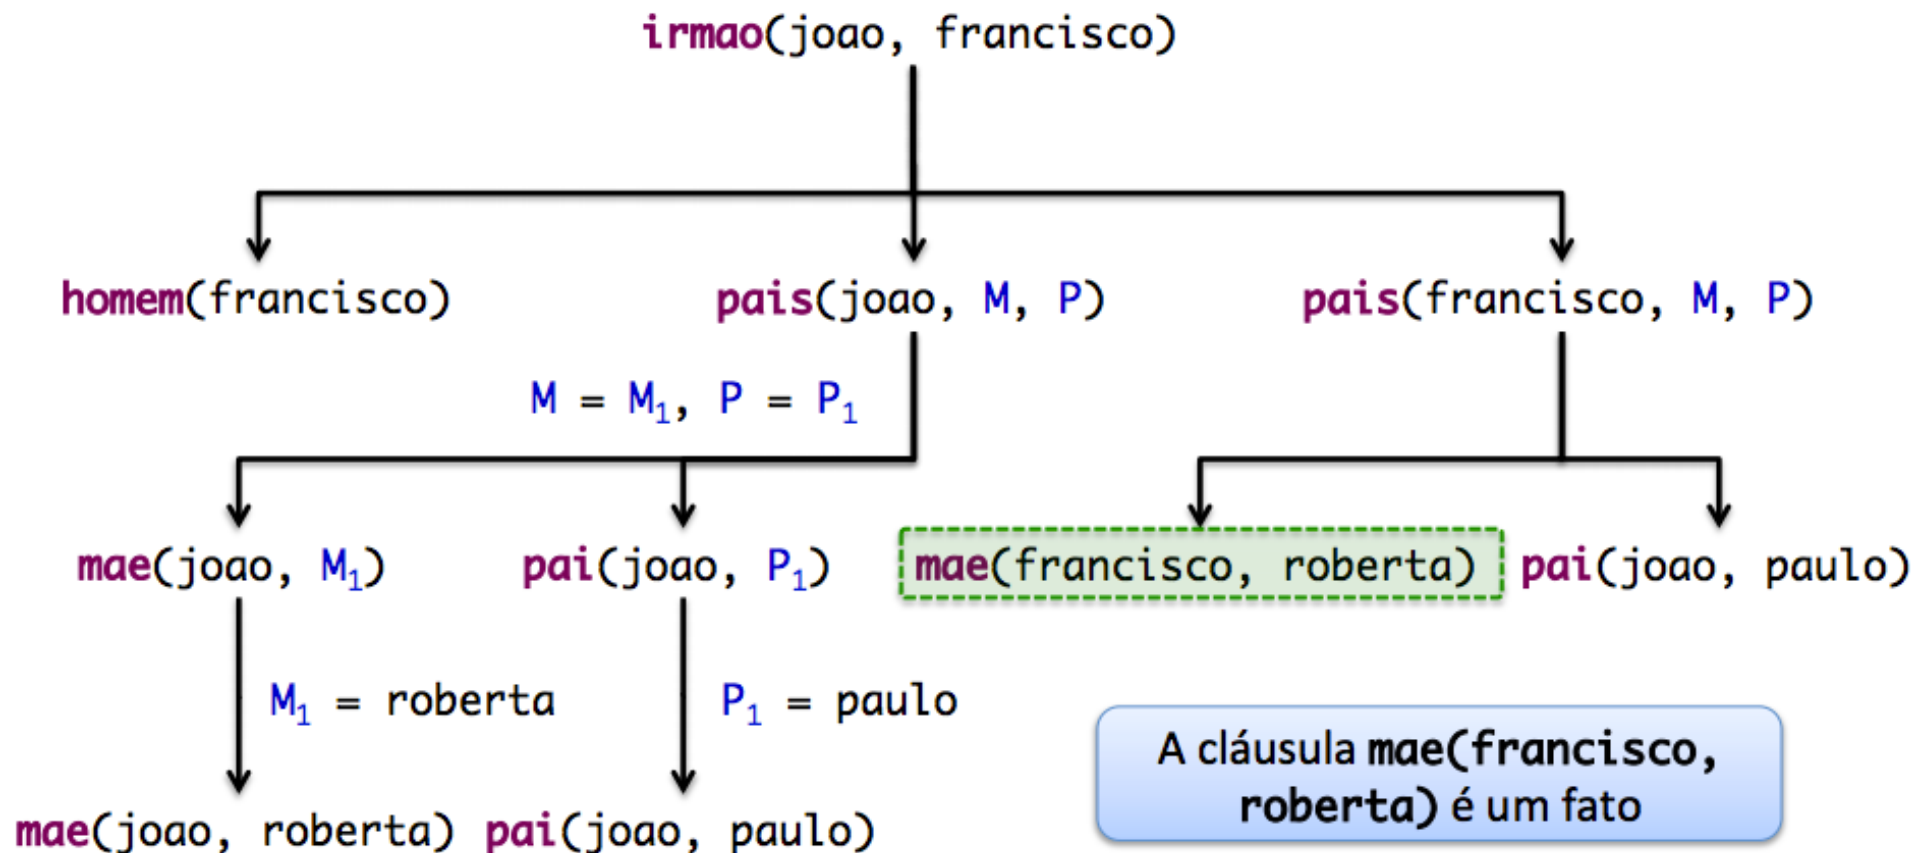 irmao(joao, francisco)
homem(francisco)
pais(joao, M, P)
pais(francisco, M, P)
M = M₁, P = P₁
mae(joao, M₁)
pai(joao, P₁)
mae(francisco, roberta)
pai(joao, paulo)
M₁ = roberta
P₁ = paulo
A cláusula mae(francisco,
roberta) é um fato
mae(joao, roberta)
pai(joao, paulo)